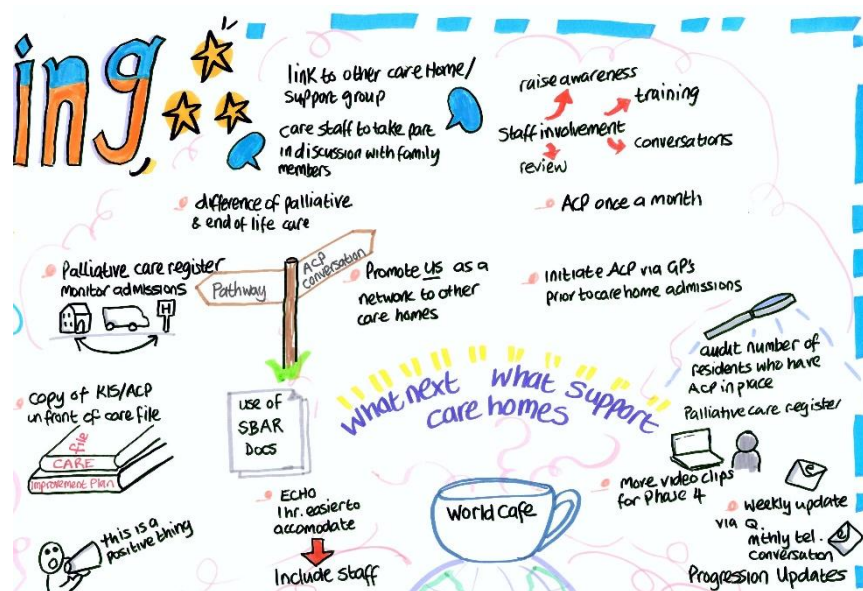 ing
link to other care Home/
support group
care staff to take part
in discussion with family
members
raise awareness
training
Staff involvement
conversations
review
difference of palliative
& end of life care
ACP once a month
Palliative care register
monitor admissions
H
Pathway
ACP
conversation
Promote US as a
network to other
care homes
Initiate ACP via GP's
prior to care home admissions
audit number of
residents who have
ACP in place
Palliative care register
copy of KIS/ACP
in front of care file
file
CARE
Improvement Plan
use of
SBAR
DOCS
what next what support
care homes
ECHO
1 hr. easier to
accomodate
Include staff
World Cafe
More video clips
for Phase 4
e
weekly update
via Q.
mthly tel.
conversation
e
Progression Updates
this is a
positive thing